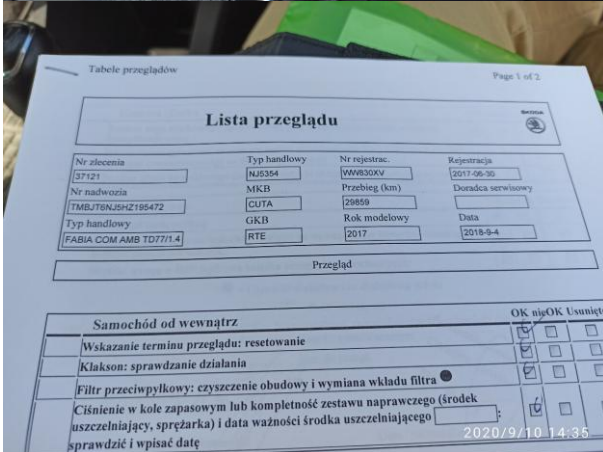 Tabele przeglądów
Page 1 of 2
Lista przeglądu
SKODA
Nr zlecenia Typ handlowy Nr rejestrac. Rejestracja
37121 NJ5354 WW830XV 2017-06-30
Nr nadwozia MKB Przebieg (km) Doradca serwisowy
TMBJT6NJ5HZ195472 CUTA 29859
Typ handlowy GKB Rok modelowy Data
FABIA COM AMB TD77/1.4 RTE 2017 2018-9-4
Przegląd
Samochód od wewnątrz OK nieOK Usunięto
Wskazanie terminu przeglądu: resetowanie
Klakson: sprawdzanie działania
Filtr przeciwpyłkowy: czyszczenie obudowy i wymiana wkładu filtra
Ciśnienie w kole zapasowym lub kompletność zestawu naprawczego (środek
uszczelniający, sprężarka) i data ważności środka uszczelniającego ;
sprawdzić i wpisać datę
2020/9/10 14:35